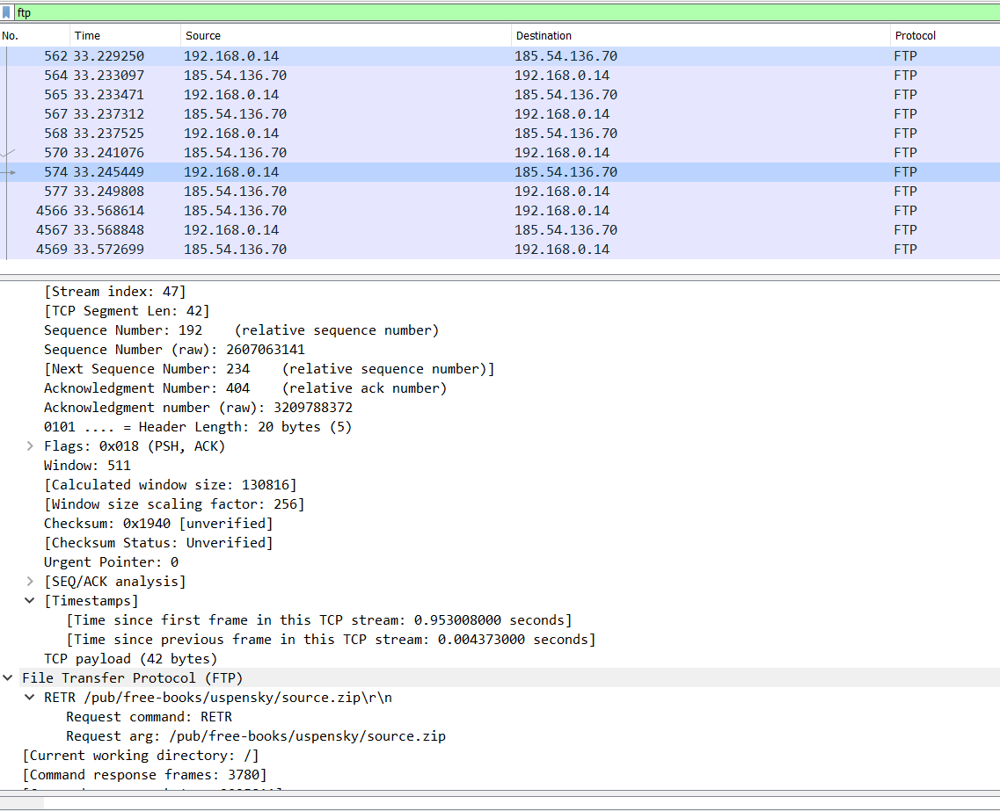 ftp
No. Time Source Destination Protocol
562 33.229250 192.168.0.14 185.54.136.70 FTP
564 33.233097 185.54.136.70 192.168.0.14 FTP
565 33.233471 192.168.0.14 185.54.136.70 FTP
567 33.237312 185.54.136.70 192.168.0.14 FTP
568 33.237525 192.168.0.14 185.54.136.70 FTP
570 33.241076 185.54.136.70 192.168.0.14 FTP
574 33.245449 192.168.0.14 185.54.136.70 FTP
577 33.249808 185.54.136.70 192.168.0.14 FTP
4566 33.568614 185.54.136.70 192.168.0.14 FTP
4567 33.568848 192.168.0.14 185.54.136.70 FTP
4569 33.572699 185.54.136.70 192.168.0.14 FTP
[Stream index: 47]
[TCP Segment Len: 42]
Sequence Number: 192 (relative sequence number)
Sequence Number (raw): 2607063141
[Next Sequence Number: 234 (relative sequence number)]
Acknowledgment Number: 404 (relative ack number)
Acknowledgment number (raw): 3209788372
0101 .... = Header Length: 20 bytes (5)
Flags: 0x018 (PSH, ACK)
Window: 511
[Calculated window size: 130816]
[Window size scaling factor: 256]
Checksum: 0x1940 [unverified]
[Checksum Status: Unverified]
Urgent Pointer: 0
[SEQ/ACK analysis]
[Timestamps]
[Time since first frame in this TCP stream: 0.953008000 seconds]
[Time since previous frame in this TCP stream: 0.004373000 seconds]
TCP payload (42 bytes)
File Transfer Protocol (FTP)
RETR /pub/free-books/uspensky/source.zip\r\n
Request command: RETR
Request arg: /pub/free-books/uspensky/source.zip
[Current working directory: /]
[Command response frames: 3780]